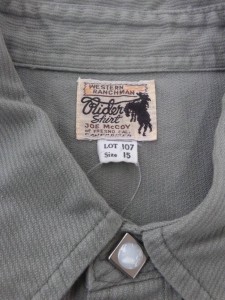 WESTERN
RANCHMAN
Rider
Shirt
JOE McCOY
LOT 107
Size 15